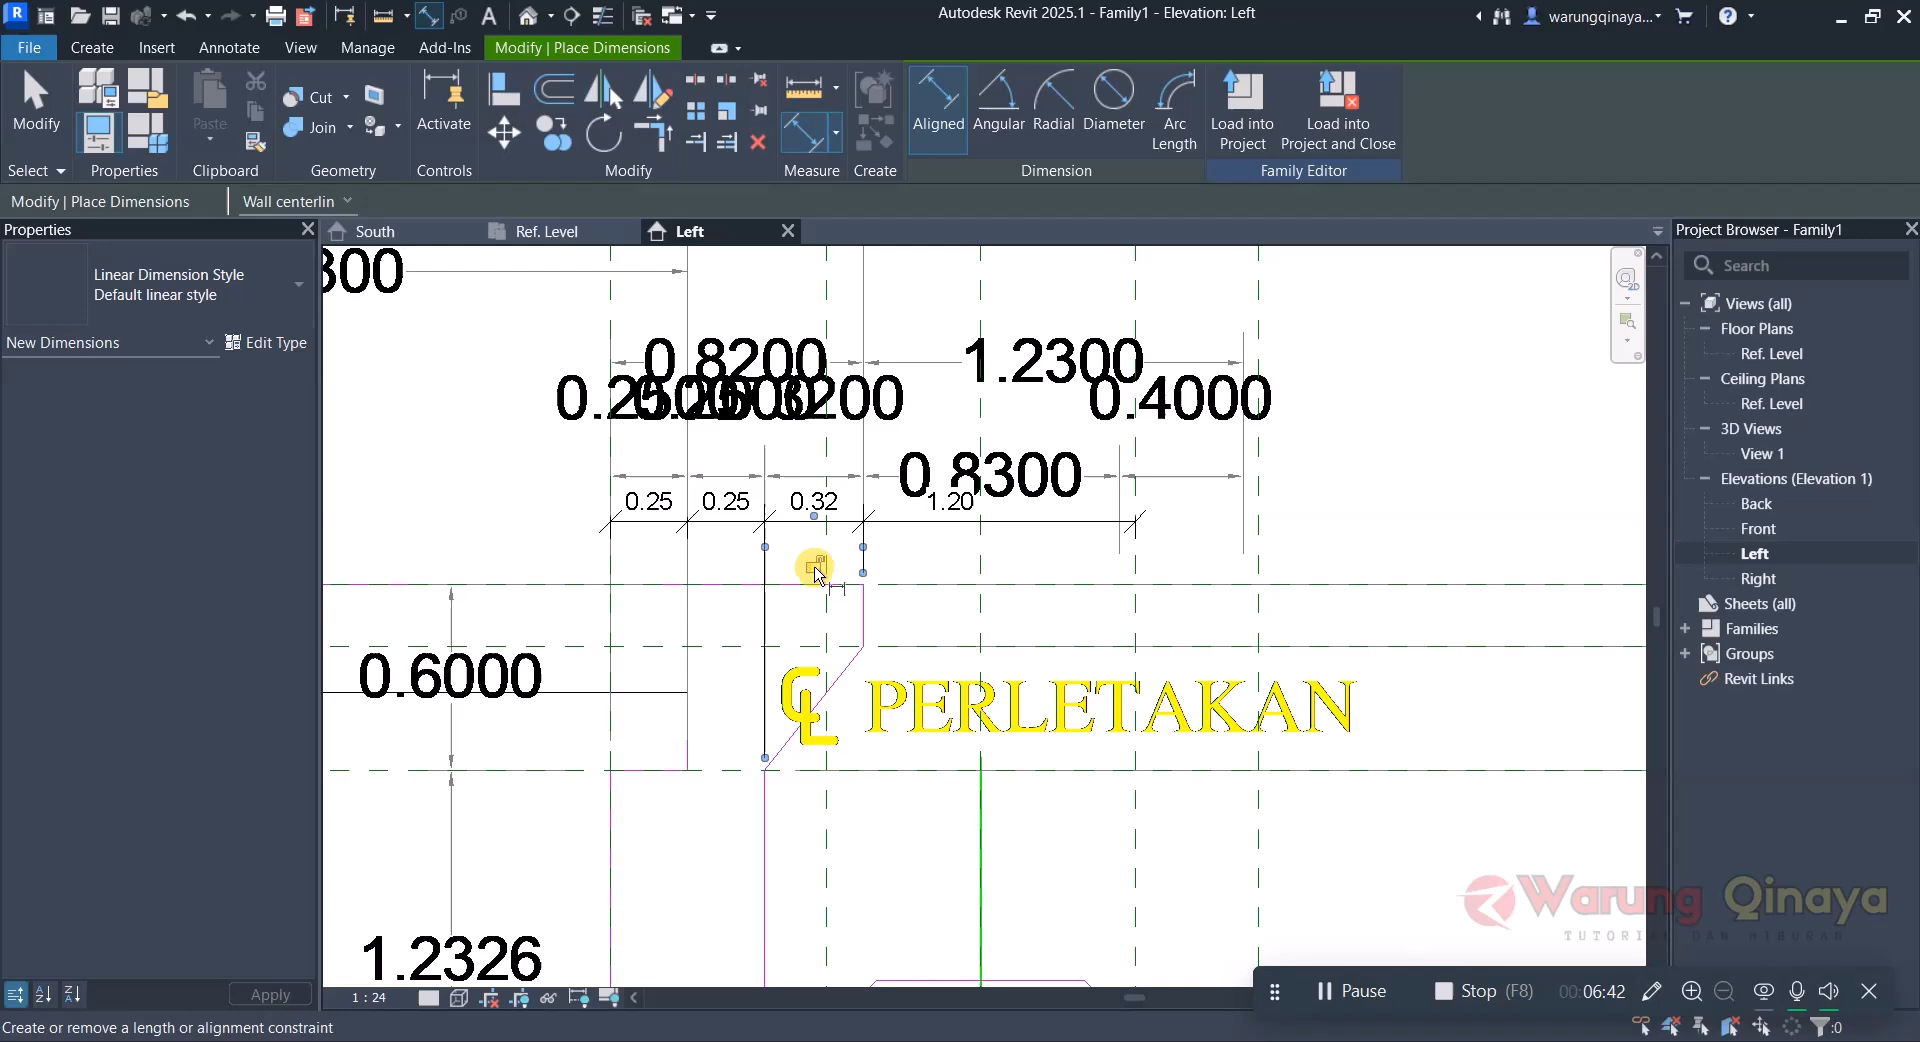 Autodesk Revit 2025.1 - Family1 - Elevation: Left
warungqinaya...
File Create Insert Annotate View Manage Add-Ins Modify | Place Dimensions
Modify
Paste
Cut
Join
Activate
Aligned Angular Radial Diameter Arc Length
Load into Project
Load into Project and Close
Select Properties Clipboard Geometry Controls Modify Measure Create Dimension Family Editor
Modify | Place Dimensions Wall centerlin
Properties
Linear Dimension Style
Default linear style
New Dimensions Edit Type
Apply
South Ref. Level Left
300
0.8200 1.2300
3200 0.4000
0.8300
0.25 0.25 0.32 1.20
0.6000
PERLETAKAN
1.2326
1 : 24
Project Browser - Family1
Search
Views (all)
Floor Plans
Ref. Level
Ceiling Plans
Ref. Level
3D Views
View 1
Elevations (Elevation 1)
Back
Front
Left
Right
Sheets (all)
Families
Groups
Revit Links
Warung Qinaya
TUTORIAL DAN HIBURAN
Pause Stop (F8) 00:06:42
Create or remove a length or alignment constraint
:0